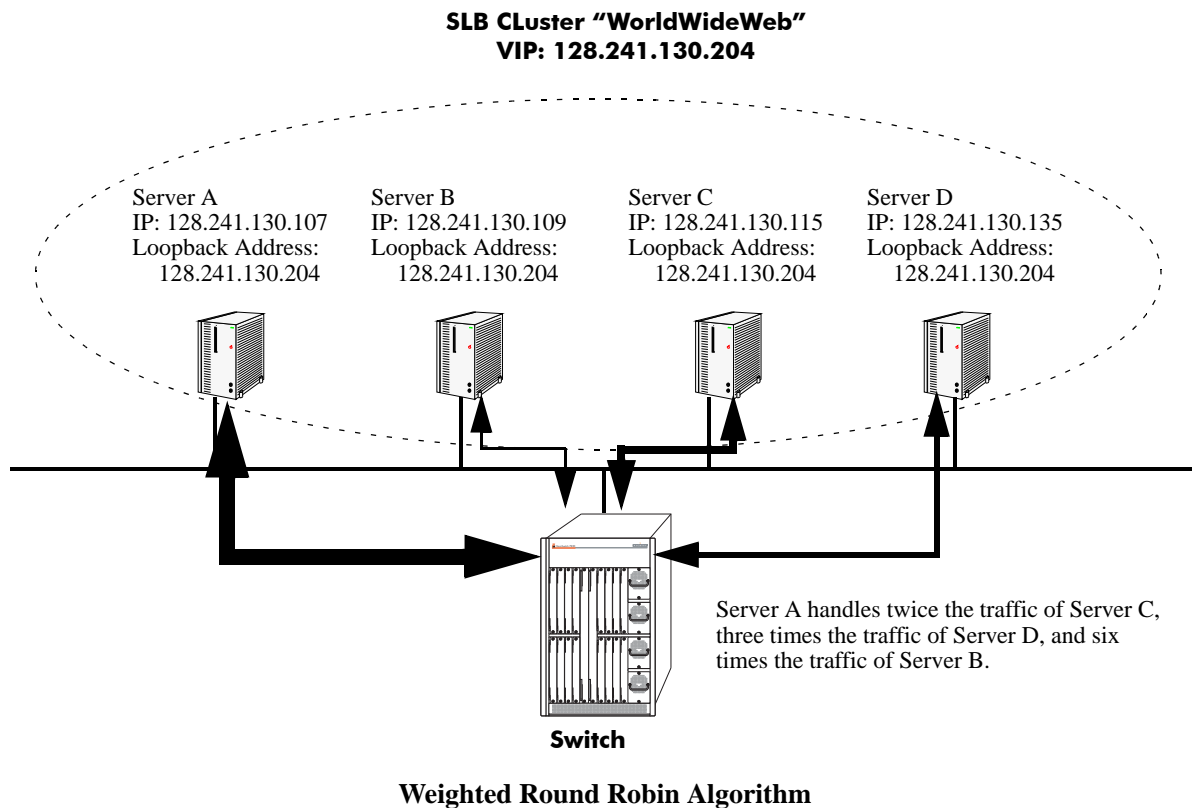 SLB CLuster “WorldWideWeb”
VIP: 128.241.130.204
Server A
IP: 128.241.130.107
Loopback Address:
128.241.130.204
Server B
IP: 128.241.130.109
Loopback Address:
128.241.130.204
Server C
IP: 128.241.130.115
Loopback Address:
128.241.130.204
Server D
IP: 128.241.130.135
Loopback Address:
128.241.130.204
Server A handles twice the traffic of Server C,
three times the traffic of Server D, and six
times the traffic of Server B.
Switch
Weighted Round Robin Algorithm